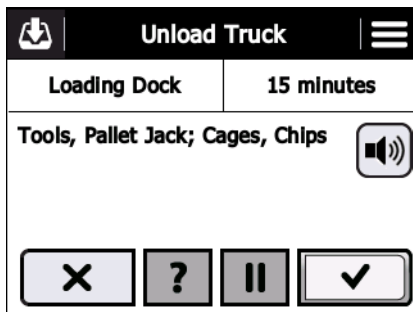 Unload Truck
Loading Dock 15 minutes
Tools, Pallet Jack; Cages, Chips
?